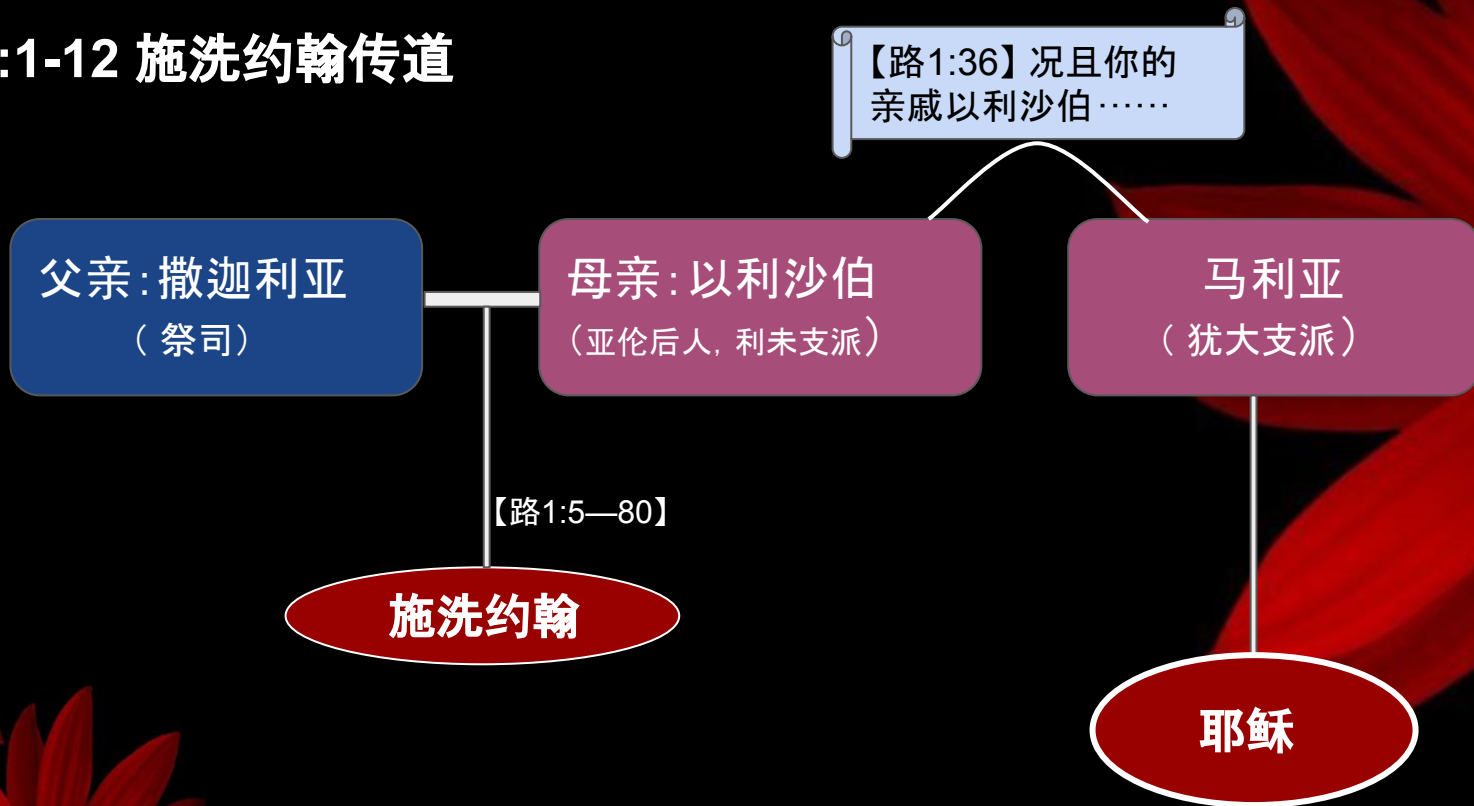 :1-12 施洗约翰传道
【路1:36】况且你的
亲戚以利沙伯……
父亲:撒迦利亚
（ 祭司）
母亲:以利沙伯
（亚伦后人, 利未支派）
马利亚
（ 犹大支派）
【路1:5—80】
施洗约翰
耶稣